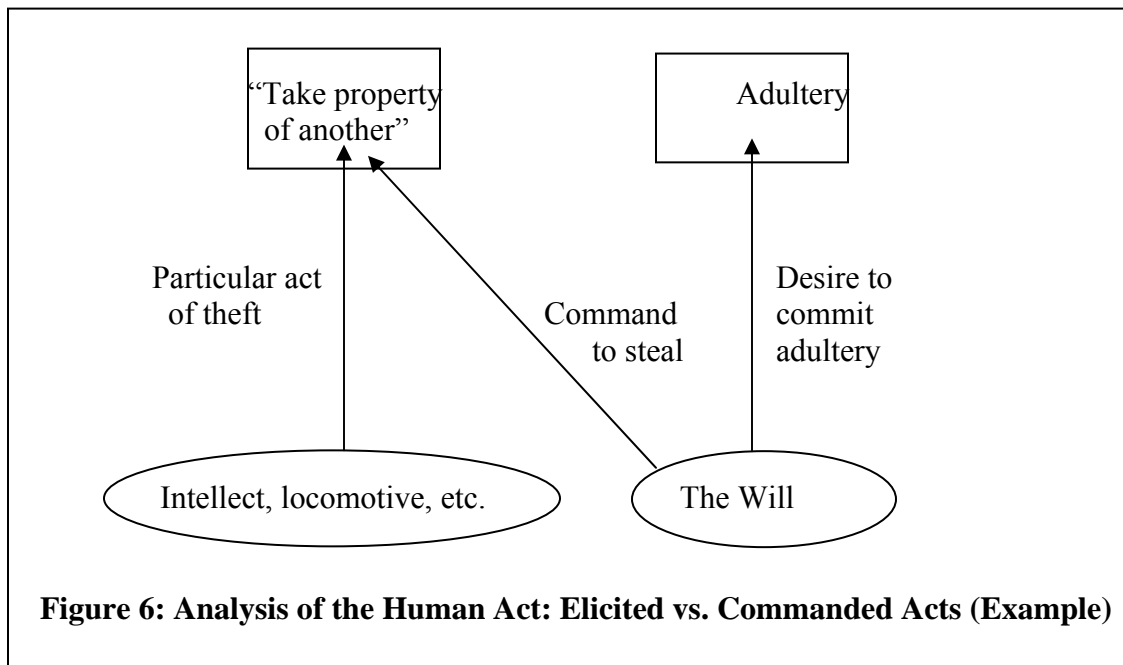 “Take property
of another”
Adultery
Particular act
of theft
Command
to steal
Desire to
commit
adultery
Intellect, locomotive, etc.
The Will
Figure 6: Analysis of the Human Act: Elicited vs. Commanded Acts (Example)